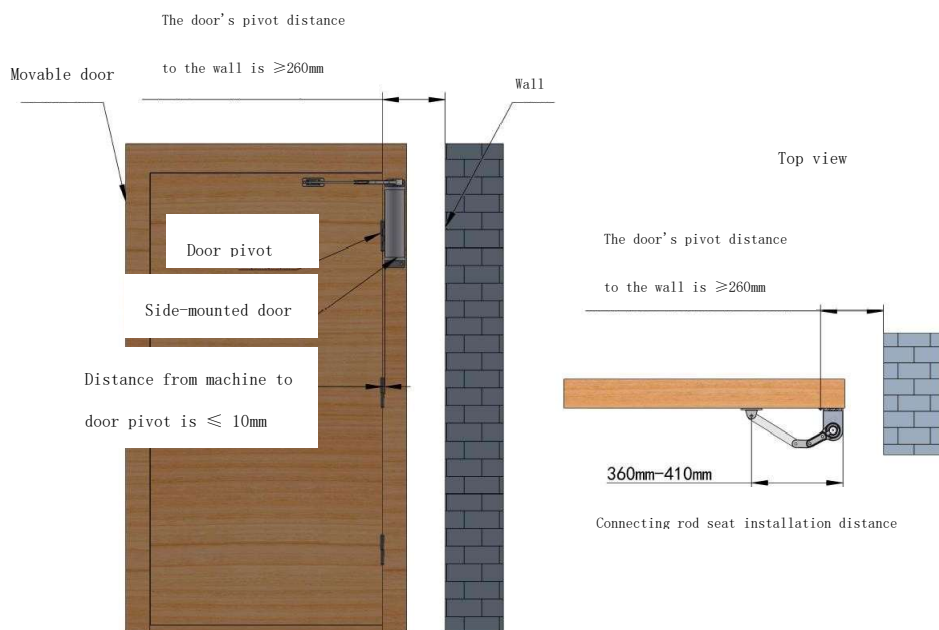 The door's pivot distance
to the wall is ≥260mm
Movable door
Wall
Door pivot
Side-mounted door
Distance from machine to
door pivot is ≤ 10mm
Top view
The door's pivot distance
to the wall is ≥260mm
360mm-410mm
Connecting rod seat installation distance